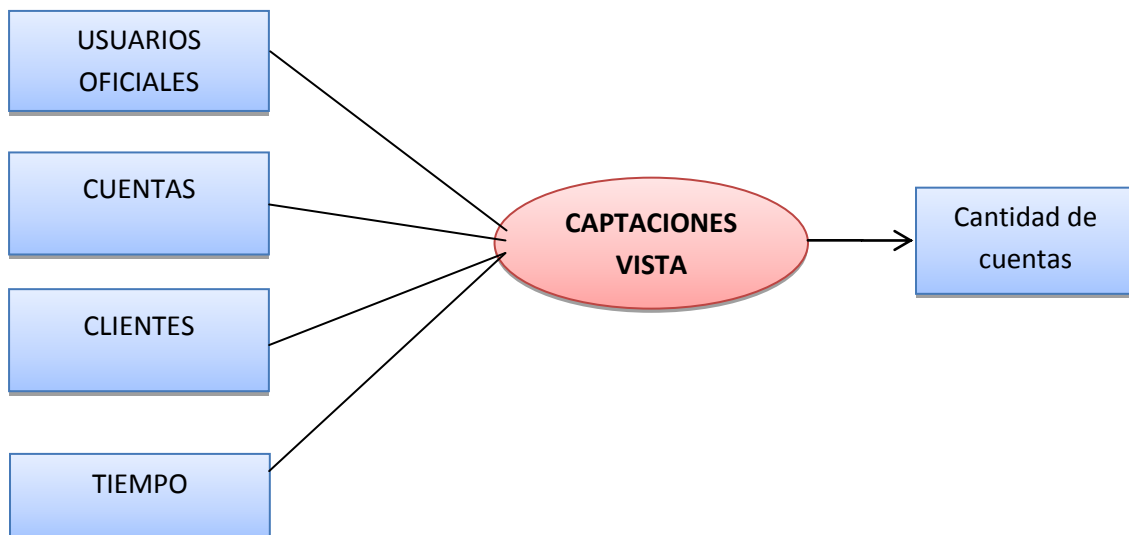 USUARIOS
OFICIALES
CUENTAS
CLIENTES
TIEMPO
CAPTACIONES
VISTA
Cantidad de
cuentas